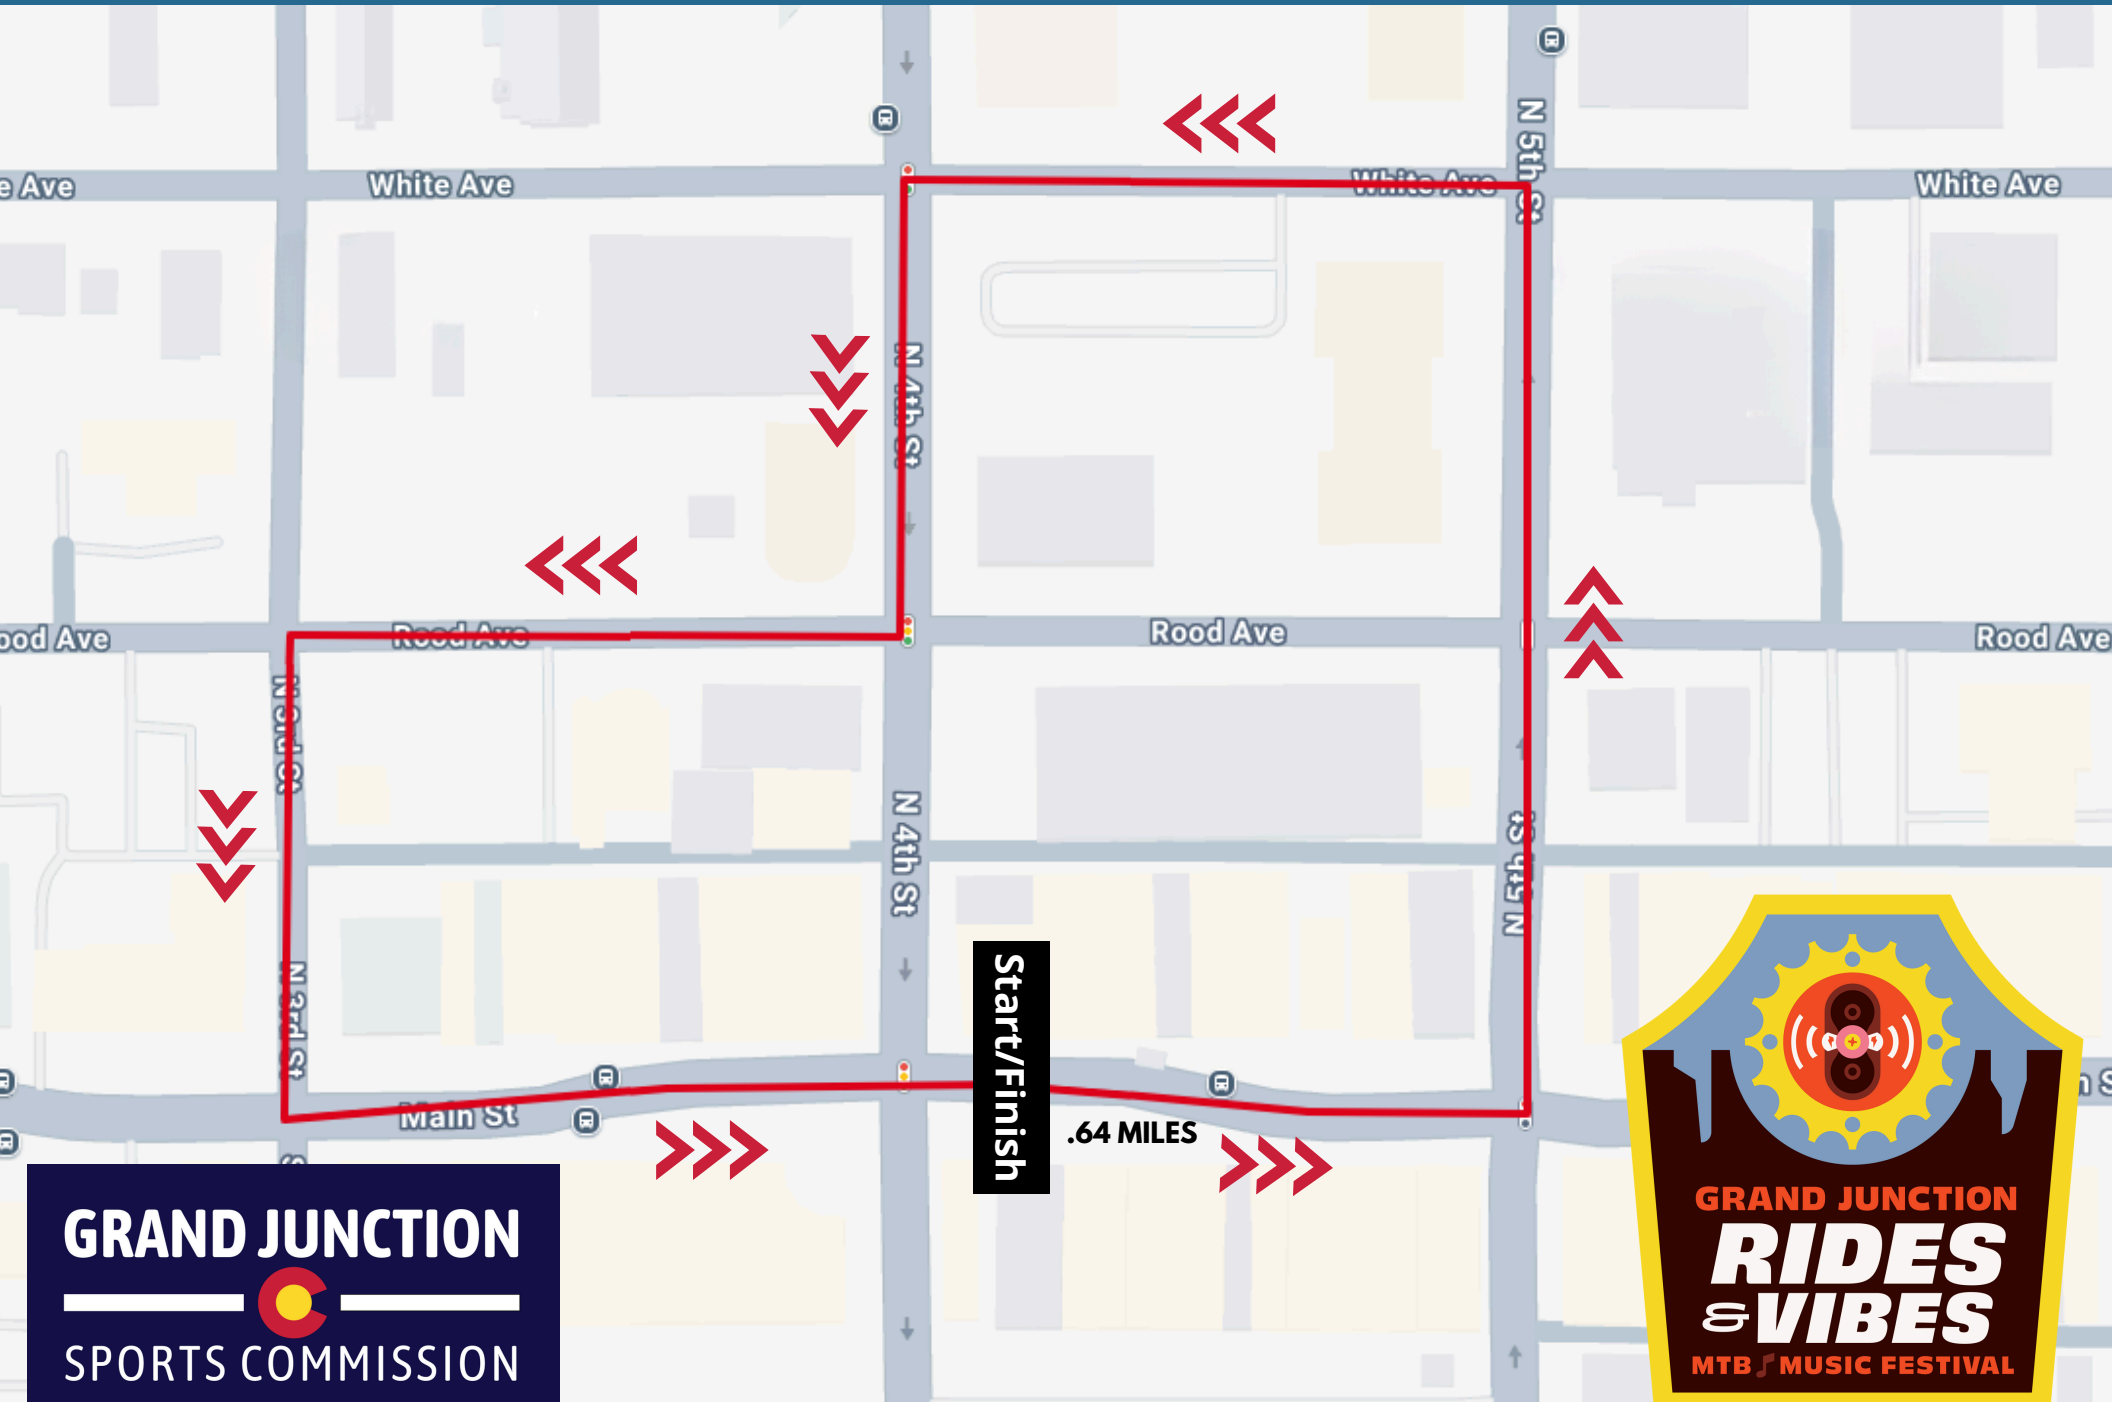 N 5th St
e Ave
White Ave
White Ave
White Ave
N 4th St
ood Ave
Rood Ave
Rood Ave
Rood Ave
N 3rd St
N 4th St
N 5th St
N 3rd St
Start/Finish
Main St
.64 MILES
GRAND JUNCTION
SPORTS COMMISSION
GRAND JUNCTION
RIDES
& VIBES
MTB MUSIC FESTIVAL